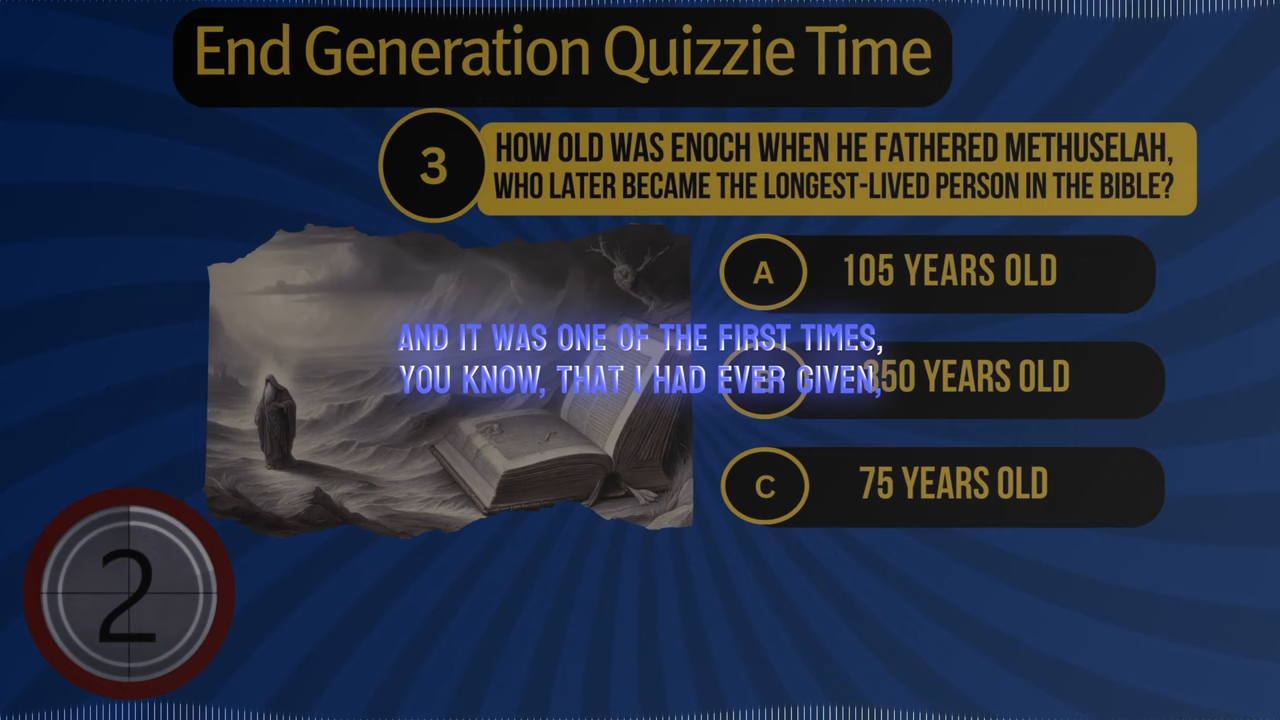 End Generation Quizzie Time
3
HOW OLD WAS ENOCH WHEN HE FATHERED METHUSELAH,
WHO LATER BECAME THE LONGEST-LIVED PERSON IN THE BIBLE?
A 105 YEARS OLD
AND IT WAS ONE OF THE FIRST TIMES,
YOU KNOW, THAT I HAD EVER GIVEN,
YEARS OLD
C 75 YEARS OLD
2